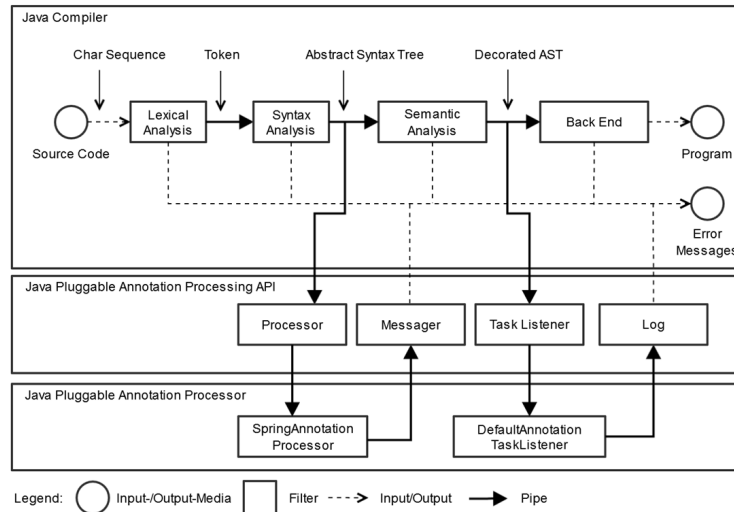 Java Compiler
Char Sequence
Token
Abstract Syntax Tree
Decorated AST
Lexical
Analysis
Syntax
Analysis
Semantic
Analysis
Back End
Source Code
Program
Error
Messages
Java Pluggable Annotation Processing API
Processor
Messager
Task Listener
Log
Java Pluggable Annotation Processor
SpringAnnotation
Processor
DefaultAnnotation
TaskListener
Legend:
Input-/Output-Media
Filter
Input/Output
Pipe